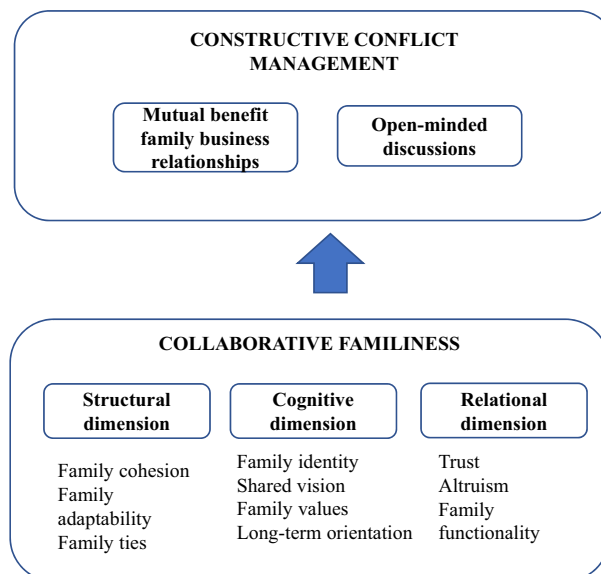 CONSTRUCTIVE CONFLICT
MANAGEMENT
Mutual benefit
family business
relationships
Open-minded
discussions
COLLABORATIVE FAMILINESS
Structural
dimension
Cognitive
dimension
Relational
dimension
Family cohesion
Family
adaptability
Family ties
Family identity
Shared vision
Family values
Long-term orientation
Trust
Altruism
Family
functionality